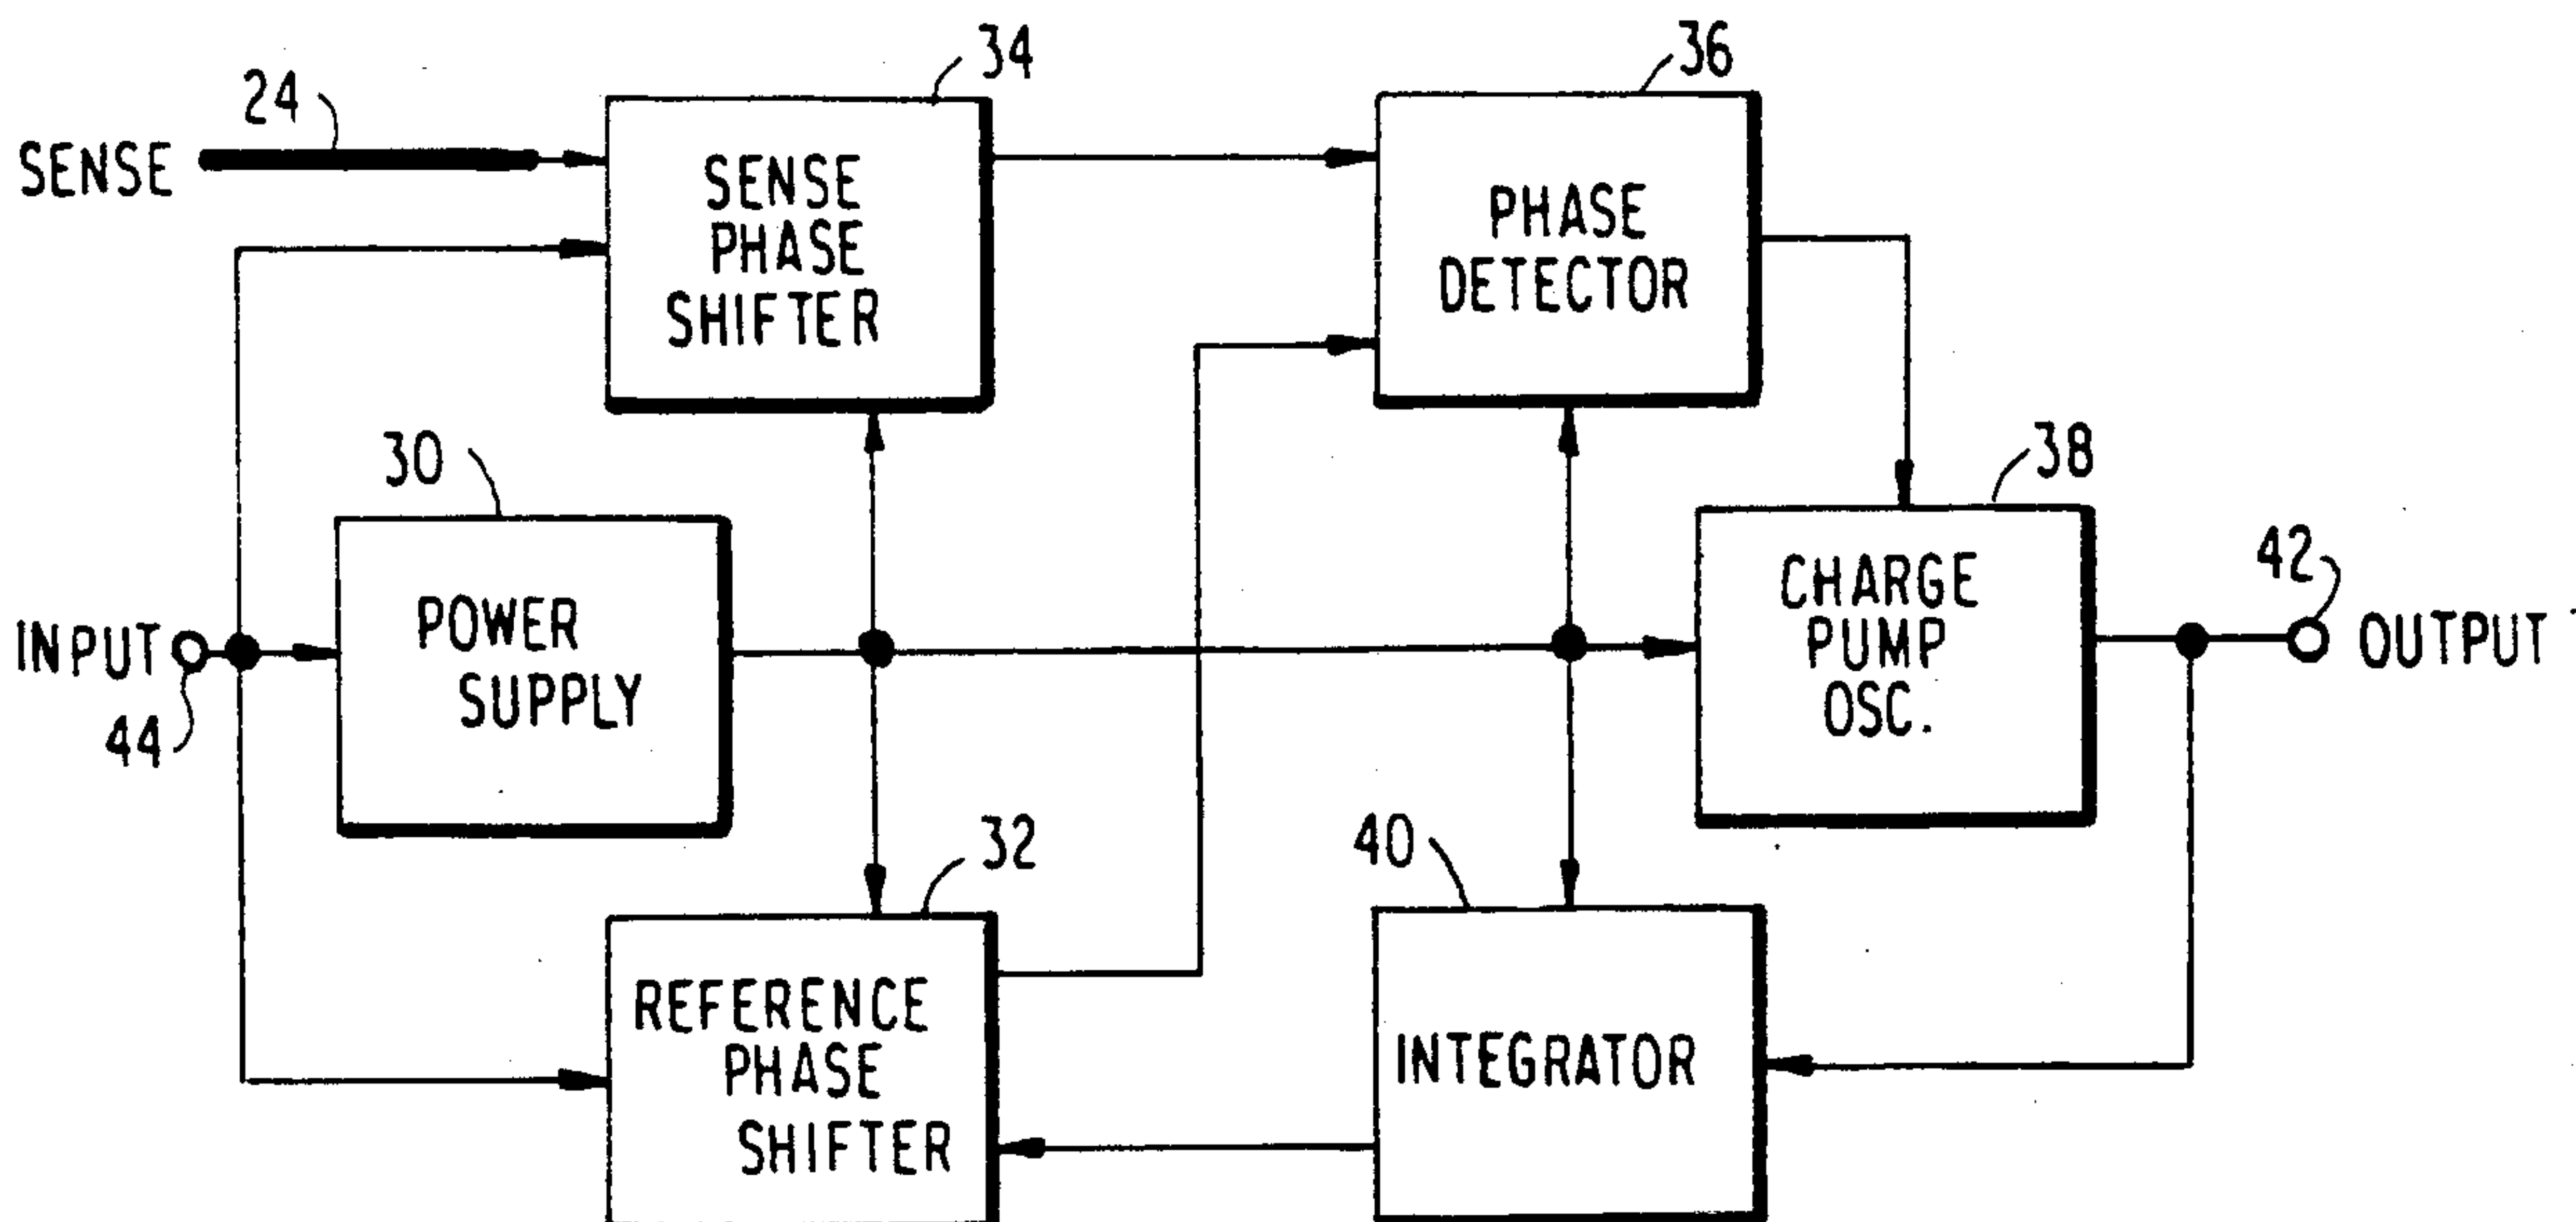 34
36
24
SENSE
SENSE
PHASE
SHIFTER
PHASE
DETECTOR
30
38
42
INPUT
44
POWER
SUPPLY
CHARGE
PUMP
OSC.
OUTPUT
32
40
REFERENCE
PHASE
SHIFTER
INTEGRATOR